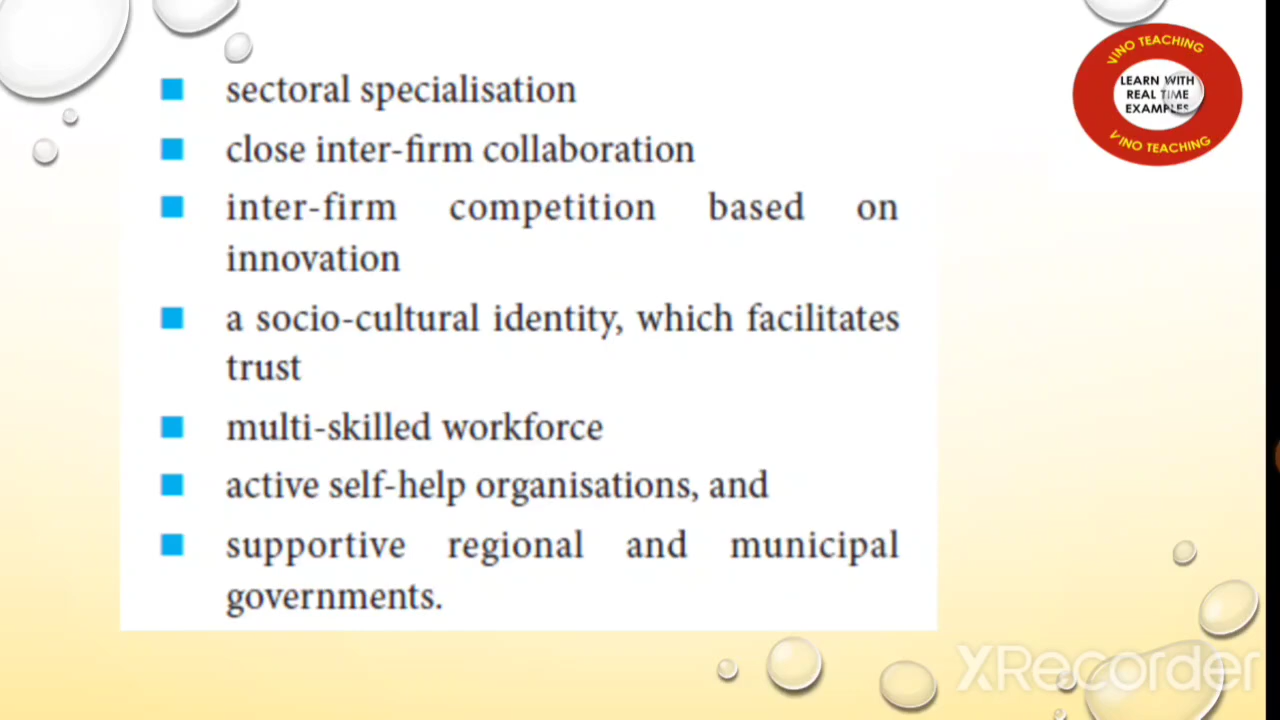 VINO TEACHING
LEARN WITH
REAL TIME
EXAMPLES
VINO TEACHING
sectoral specialisation
close inter-firm collaboration
inter-firm competition based on
innovation
a socio-cultural identity, which facilitates
trust
multi-skilled workforce
active self-help organisations, and
supportive regional and municipal
governments.
XRecorder